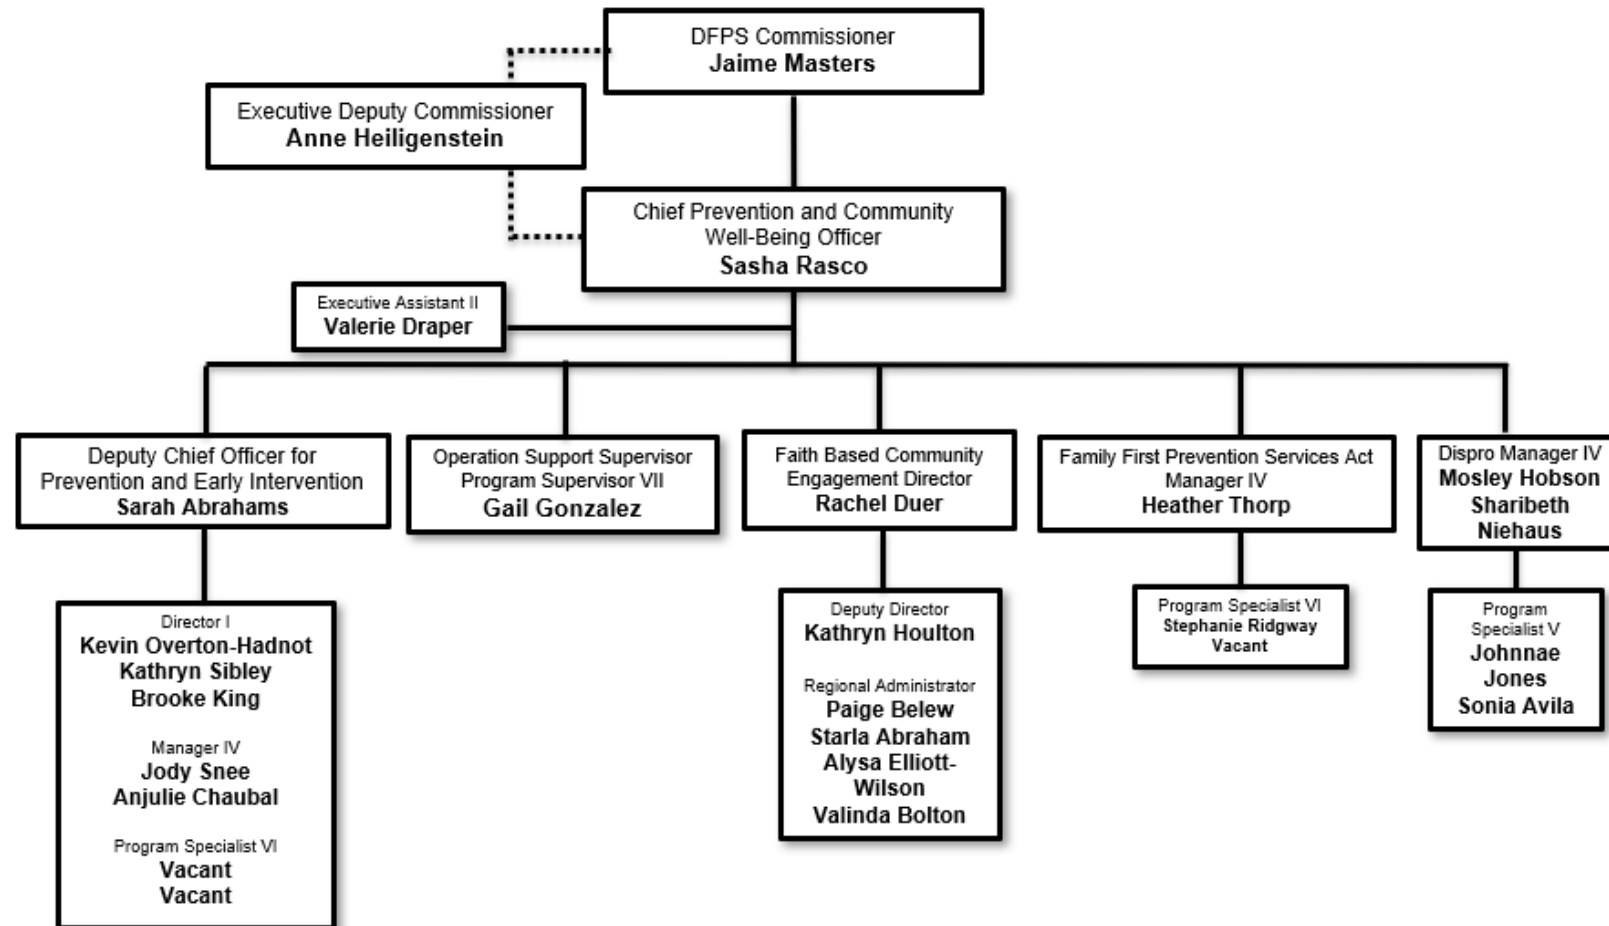 DFPS Commissioner
Jaime Masters
Executive Deputy Commissioner
Anne Heiligenstein
Chief Prevention and Community
Well-Being Officer
Sasha Rasco
Executive Assistant II
Valerie Draper
Deputy Chief Officer for
Prevention and Early Intervention
Sarah Abrahams
Operation Support Supervisor
Program Supervisor VII
Gail Gonzalez
Faith Based Community
Engagement Director
Rachel Duer
Family First Prevention Services Act
Manager IV
Heather Thorp
Dispro Manager IV
Mosley Hobson
Sharibeth
Niehaus
Director I
Kevin Overton-Hadnot
Kathryn Sibley
Brooke King
Manager IV
Jody Snee
Anjulie Chaubal
Program Specialist VI
Vacant
Vacant
Deputy Director
Kathryn Houlton
Regional Administrator
Paige Belew
Starla Abraham
Alysa Elliott-
Wilson
Valinda Bolton
Program Specialist VI
Stephanie Ridgway
Vacant
Program
Specialist V
Johnnae
Jones
Sonia Avila